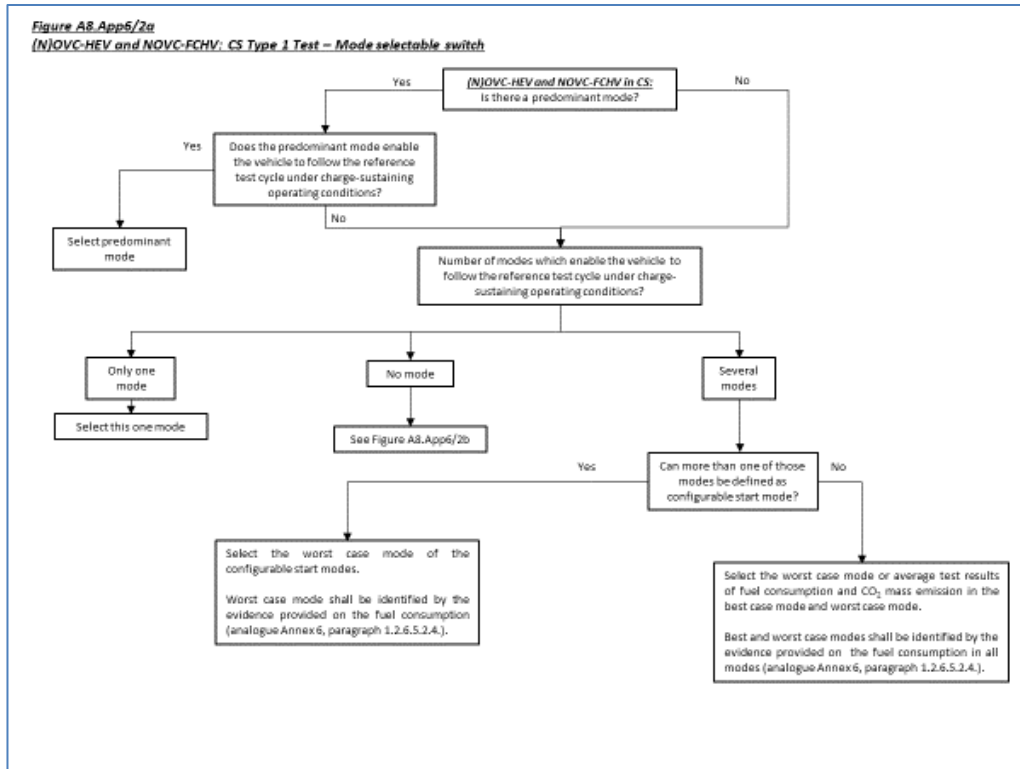 Figure A8.App6/2a
(N)OVC-HEV and NOVC-FCHV: CS Type 1 Test – Mode selectable switch
Yes
(N)OVC-HEV and NOVC-FCHV in CS:
Is there a predominant mode?
No
Yes
Does the predominant mode enable
the vehicle to follow the reference
test cycle under charge-sustaining
operating conditions?
No
Select predominant
mode
Number of modes which enable the vehicle to
follow the reference test cycle under charge-
sustaining operating conditions?
Only one
mode
No mode
Several
modes
Select this one mode
See Figure A8.App6/2b
Yes
Can more than one of those
modes be defined as
configurable start mode?
No
Select the worst case mode of the
configurable start modes.
Worst case mode shall be identified by the
evidence provided on the fuel consumption
(analogue Annex 6, paragraph 1.2.6.5.2.4.).
Select the worst case mode or average test results
of fuel consumption and CO₂ mass emission in the
best case mode and worst case mode.
Best and worst case modes shall be identified by the
evidence provided on the fuel consumption in all
modes (analogue Annex 6, paragraph 1.2.6.5.2.4.).